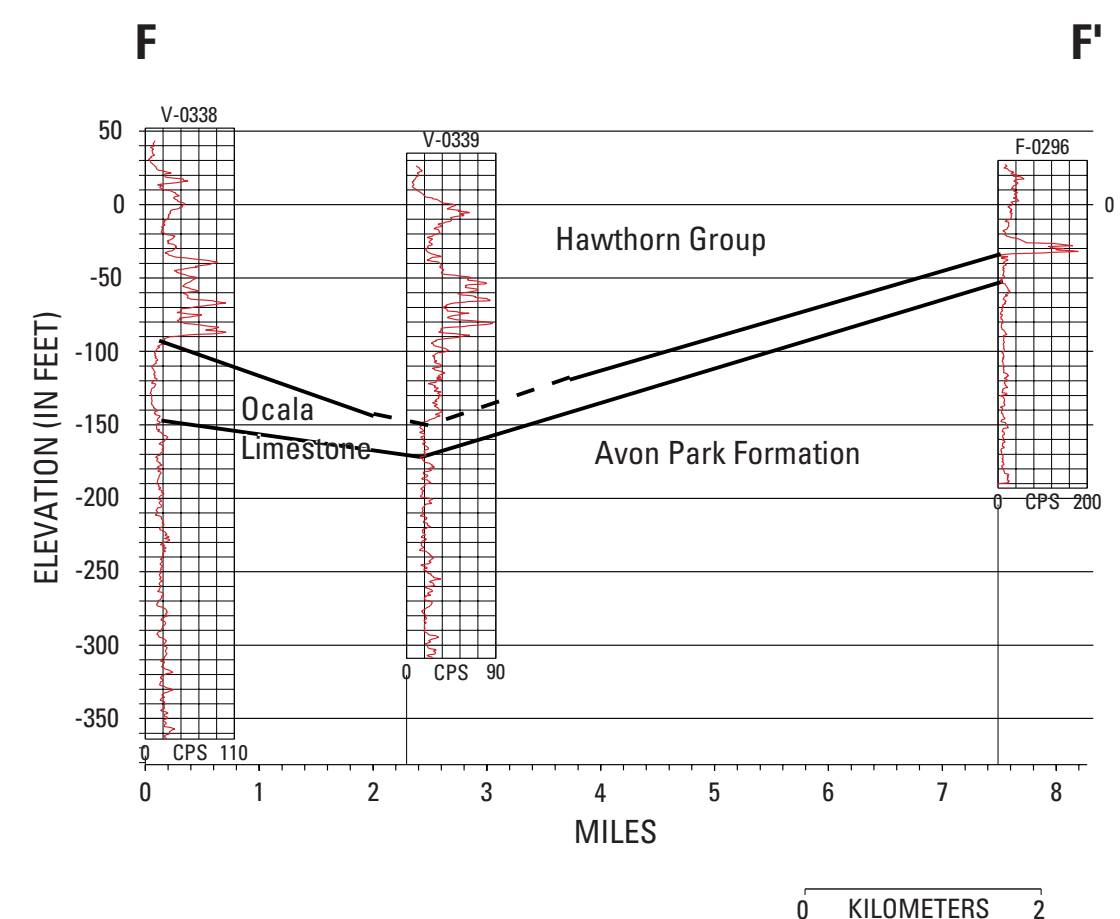 F F'
V-0338
V-0339
F-0296
50
0 0
-50
-100
-150
-200
-250
-300
-350
ELEVATION (IN FEET)
Hawthorn Group
Ocala
Limestone
Avon Park Formation
0 CPS 200
0 CPS 90
0 CPS 110
0 1 2 3 4 5 6 7 8
MILES
0 KILOMETERS 2